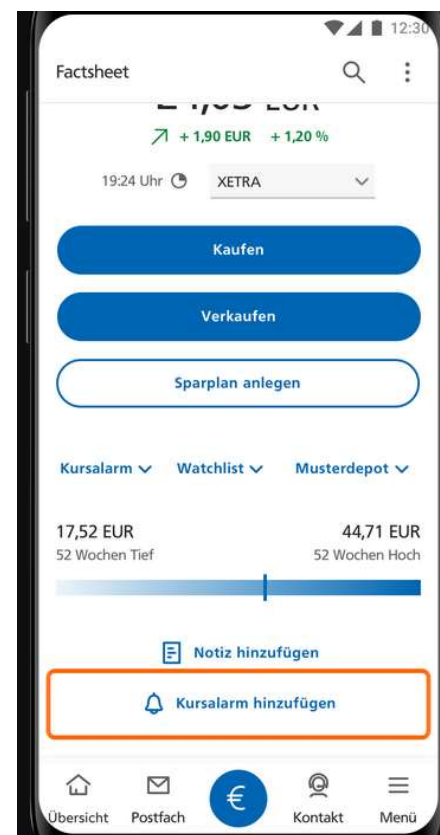 12:30
Factsheet
EUR
+ 1,90 EUR + 1,20 %
19:24 Uhr XETRA
Kaufen
Verkaufen
Sparplan anlegen
Kursalarm Watchlist Musterdepot
17,52 EUR 44,71 EUR
52 Wochen Tief 52 Wochen Hoch
Notiz hinzufügen
Kursalarm hinzufügen
€
Übersicht Postfach Kontakt Menü